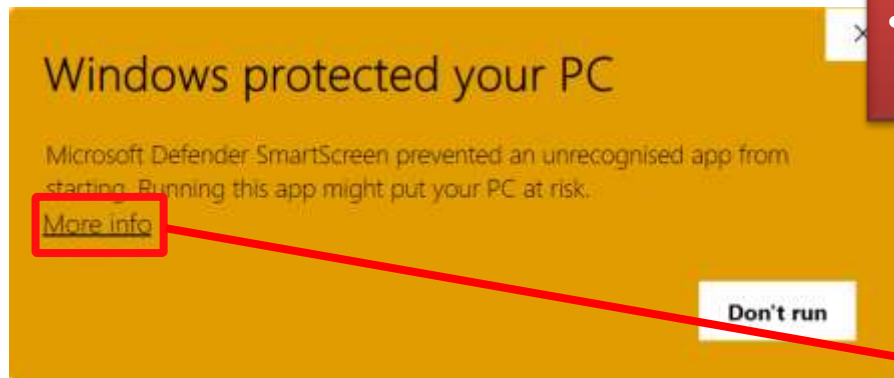 Windows protected your PC
Microsoft Defender SmartScreen prevented an unrecognised app from
starting. Running this app might put your PC at risk.
More info
Don't run